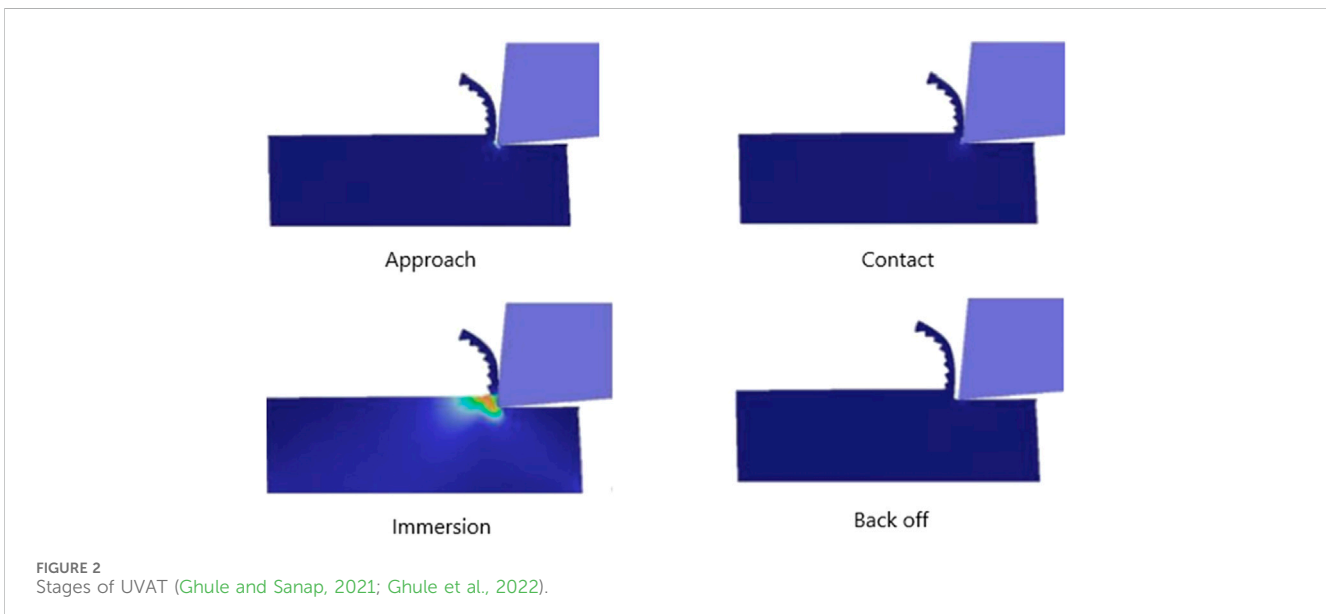 Approach
Contact
Immersion
Back off
FIGURE 2
Stages of UVAT (Ghule and Sanap, 2021; Ghule et al., 2022).